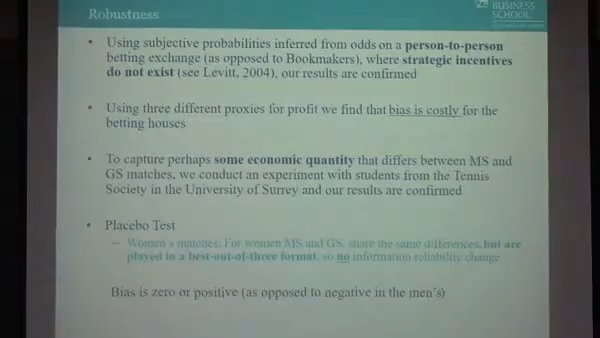 Robustness
BUSINESS
SCHOOL
• Using subjective probabilities inferred from odds on a person-to-person
betting exchange (as opposed to Bookmakers), where strategic incentives
do not exist (see Levitt, 2004), our results are confirmed
• Using three different proxies for profit we find that bias is costly for the
betting houses
• To capture perhaps some economic quantity that differs between MS and
GS matches, we conduct an experiment with students from the Tennis
Society in the University of Surrey and our results are confirmed
• Placebo Test
– Women's matches: For women MS and GS, share the same differences, but are
played in a best-out-of-three format, so no information reliability change
Bias is zero or positive (as opposed to negative in the men's)